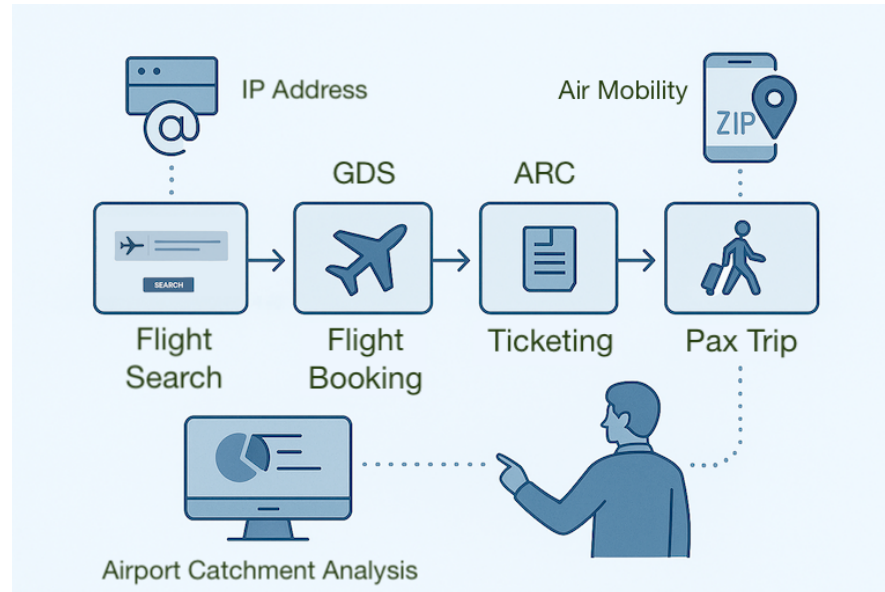 IP Address
Air Mobility
@
ZIP
GDS
ARC
SEARCH
Flight
Search
Flight
Booking
Ticketing
Pax Trip
Airport Catchment Analysis